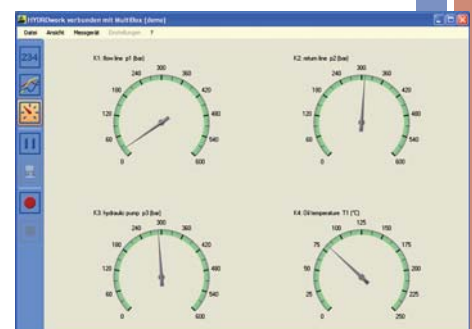 HYDROwork verbunden mit MultiBox (demo)
Datei Ansicht Messgerät Einstellungen ?
234
K1: flow line p1 (bar)
0 60 120 180 240 300 360 420 480 540 600
K2: return line p2 (bar)
0 60 120 180 240 300 360 420 480 540 600
K3: hydraulic pump p3 (bar)
0 60 120 180 240 300 360 420 480 540 600
K4: Oil temperature T1 (°C)
0 25 50 75 100 125 150 175 200 225 250